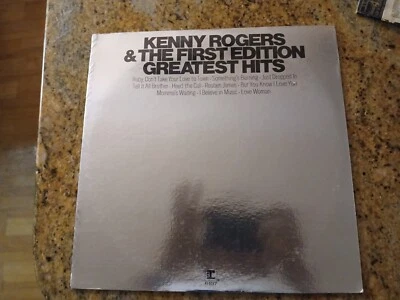 KENNY ROGERS
& THE FIRST EDITION
GREATEST HITS
Ruby, Don't Take Your Love to Town • Something's Burning • Just Dropped In
Tell It All Brother • Heed the Call • Reuben James • But You Know I Love You
Momma's Waiting • I Believe in Music • Love Woman